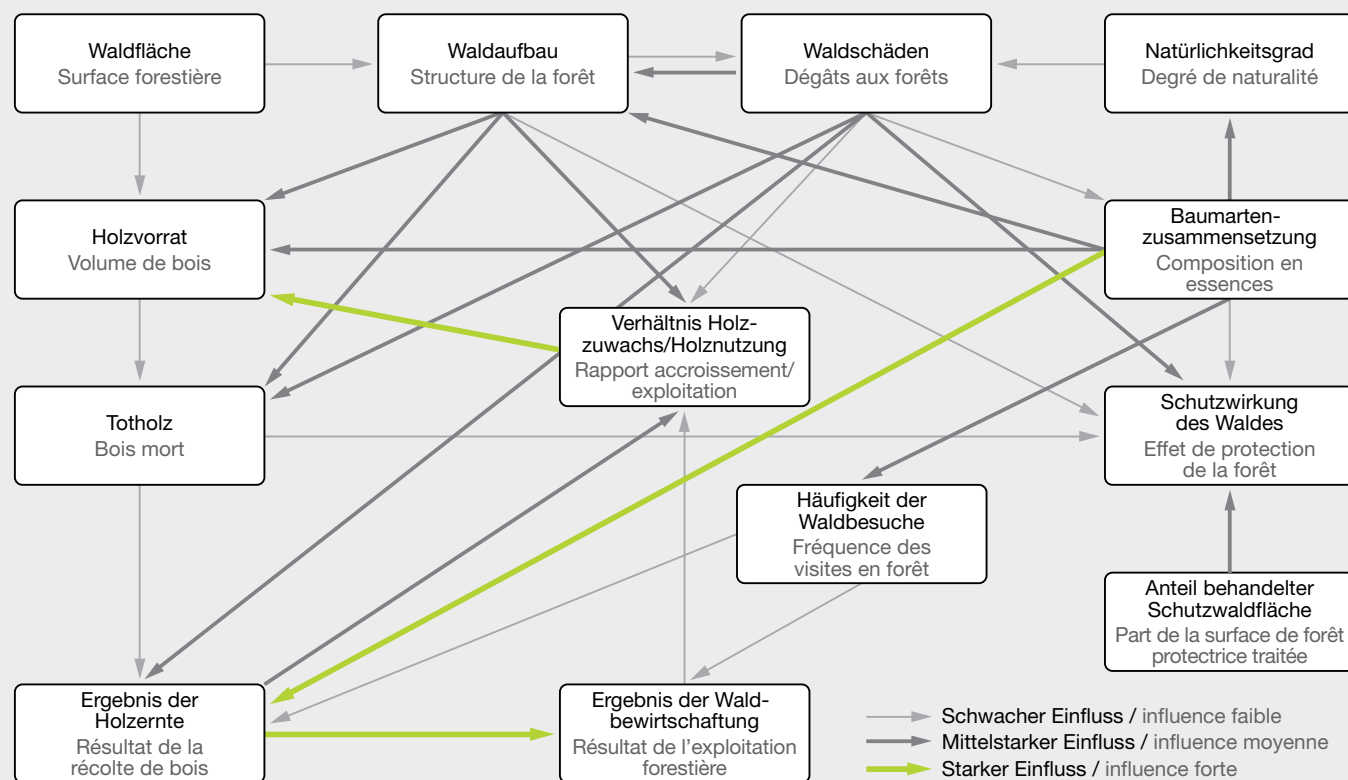 Waldfläche
Surface forestière
Waldaufbau
Structure de la forêt
Waldschäden
Dégâts aux forêts
Natürlichkeitsgrad
Degré de naturalité
Holzvorrat
Volume de bois
Baumarten-
zusammensetzung
Composition en
essences
Verhältnis Holz-
zuwachs/Holznutzung
Rapport accroissement/
exploitation
Totholz
Bois mort
Schutzwirkung
des Waldes
Effet de protection
de la forêt
Häufigkeit der
Waldbesuche
Fréquence des
visites en forêt
Anteil behandelter
Schutzwaldfläche
Part de la surface de forêt
protectrice traitée
Ergebnis der
Holzernte
Résultat de la
récolte de bois
Ergebnis der Wald-
bewirtschaftung
Résultat de l'exploitation
forestière
Schwacher Einfluss / influence faible
Mittelstarker Einfluss / influence moyenne
Starker Einfluss / influence forte